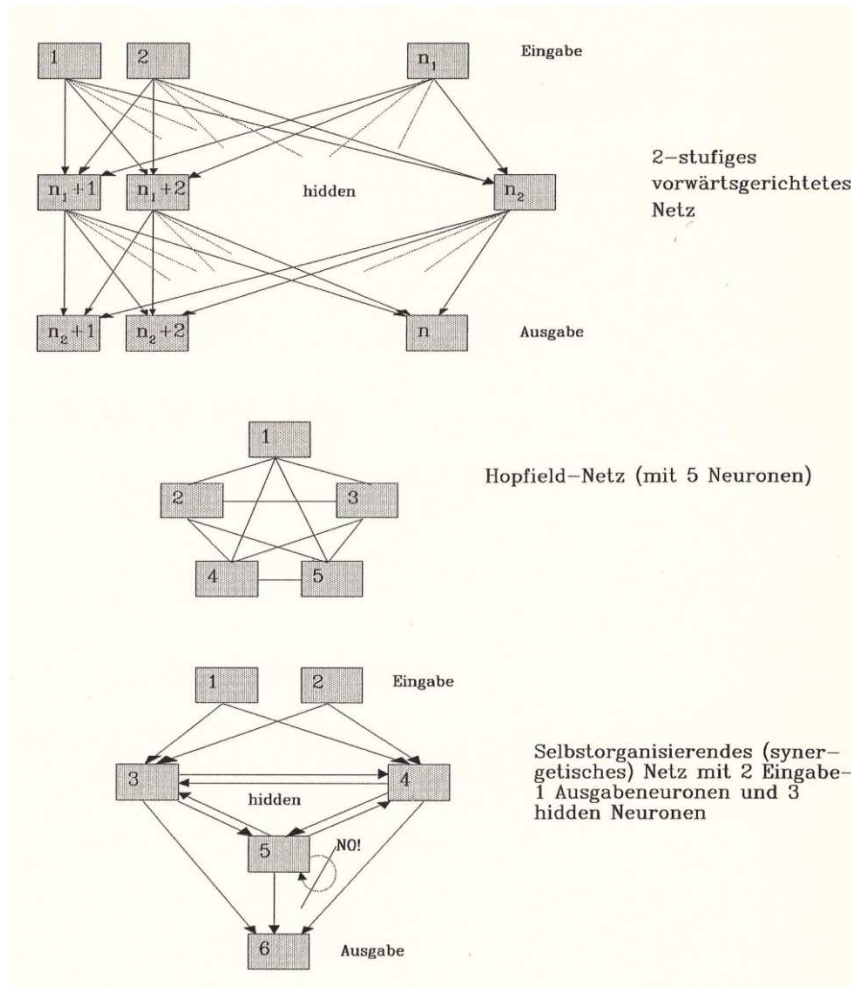 1 2 n₁ Eingabe
2-stufiges
vorwärtsgerichtetes
Netz
n₁+1 n₁+2 hidden n₂
n₂+1 n₂+2 n Ausgabe
1
Hopfield-Netz (mit 5 Neuronen)
2 3
4 5
1 2 Eingabe
Selbstorganisierendes (syner-
getisches) Netz mit 2 Eingabe-
1 Ausgabeneuronen und 3
hidden Neuronen
3 4
hidden
5 NO!
6 Ausgabe